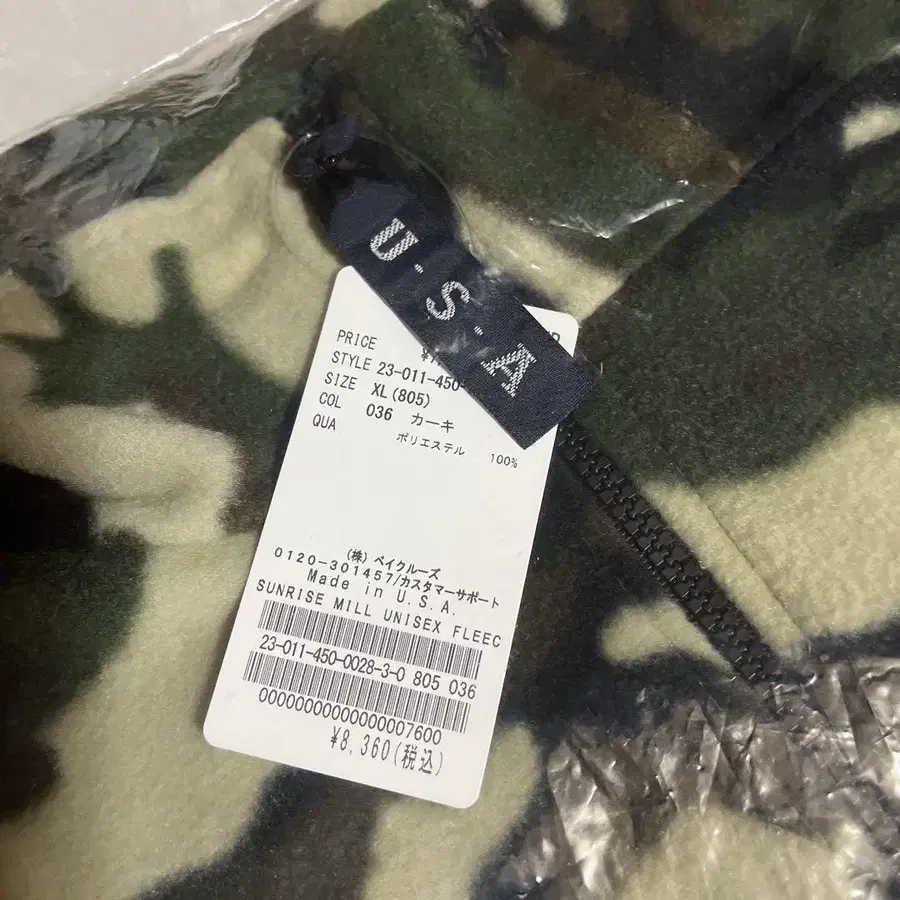 U·S·A
PRICE
STYLE 23-011-450
SIZE XL(805)
COL 036 カーキ
QUA ポリエステル 100%
(株)ベイクルーズ
0120-301457/カスタマーサポート
Made in U.S.A.
SUNRISE MILL UNISEX FLEEC
23-011-450-0028-3-0 805 036
00000000000000007600
¥8,360(税込)